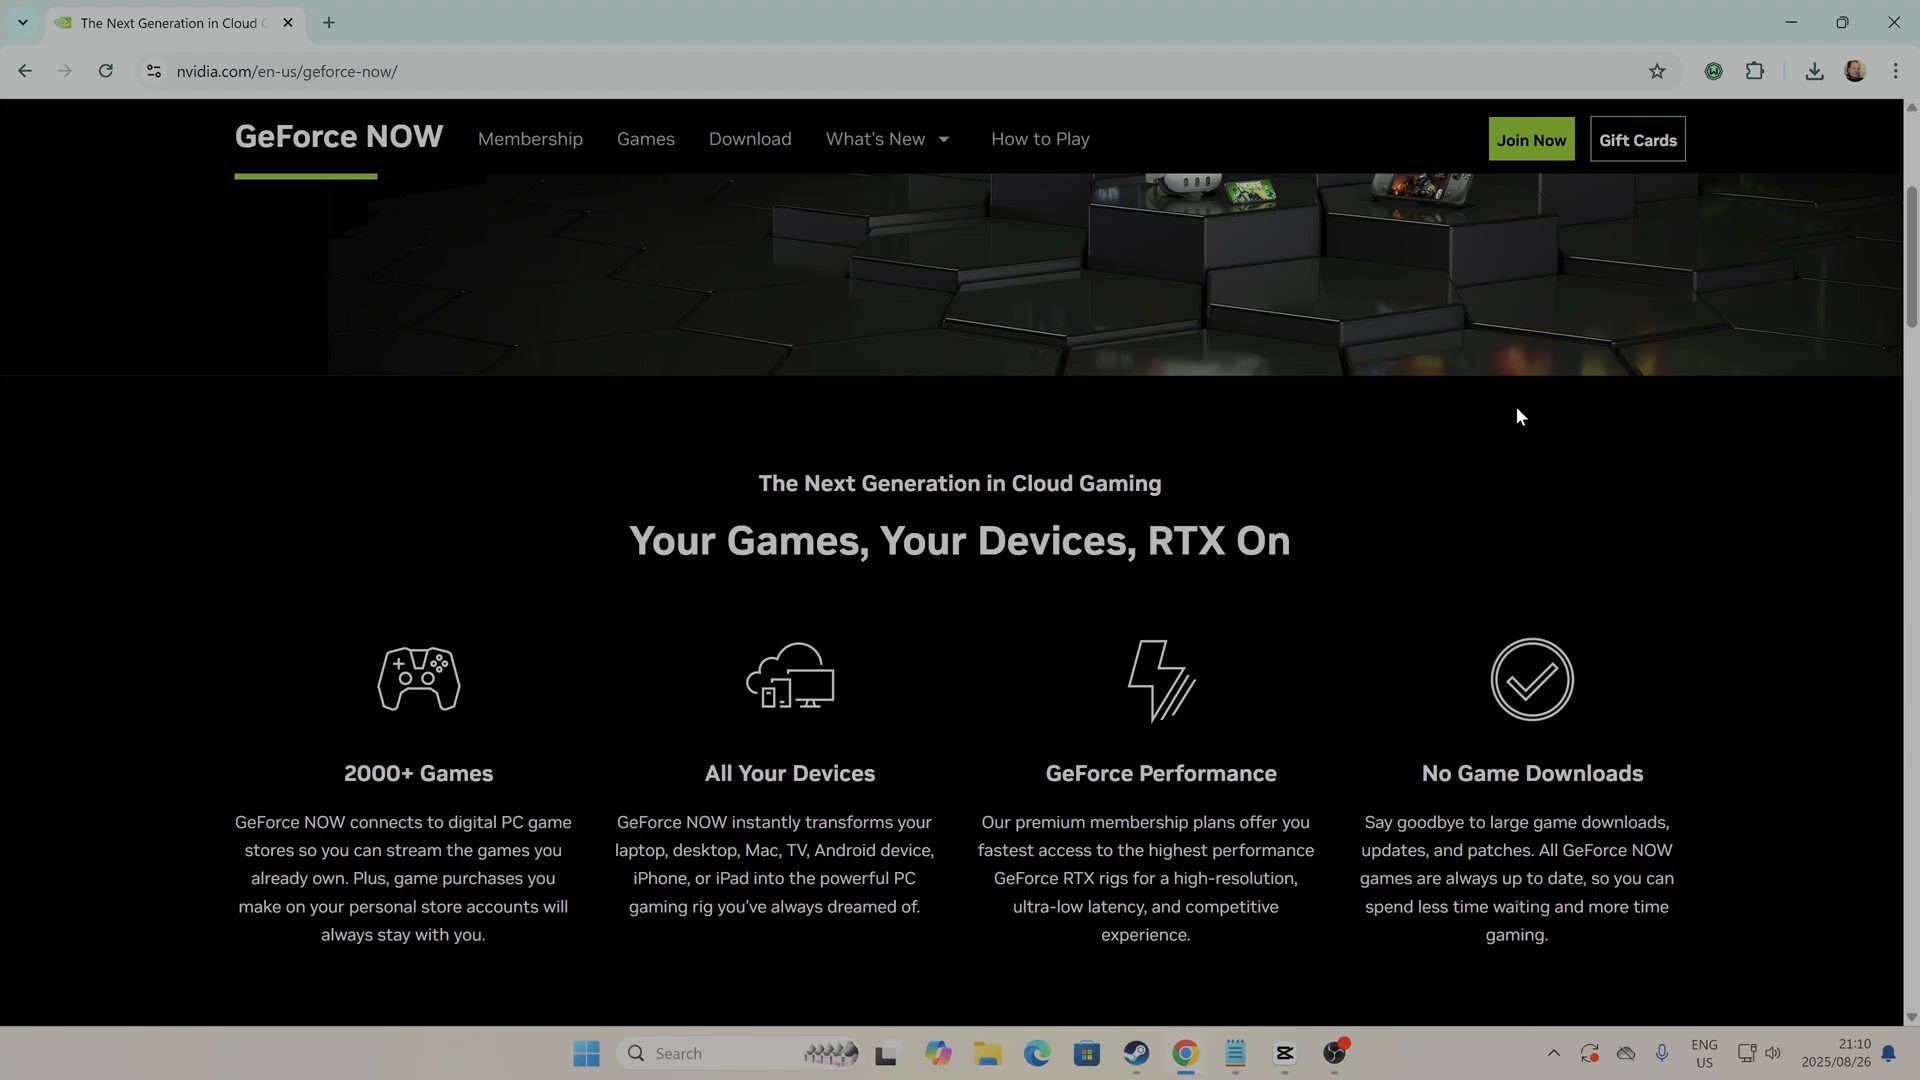 The Next Generation in Cloud G
nvidia.com/en-us/geforce-now/
GeForce NOW
Membership
Games
Download
What's New
How to Play
Join Now
Gift Cards
The Next Generation in Cloud Gaming
Your Games, Your Devices, RTX On
2000+ Games
GeForce NOW connects to digital PC game
stores so you can stream the games you
already own. Plus, game purchases you
make on your personal store accounts will
always stay with you.
All Your Devices
GeForce NOW instantly transforms your
laptop, desktop, Mac, TV, Android device,
iPhone, or iPad into the powerful PC
gaming rig you've always dreamed of.
GeForce Performance
Our premium membership plans offer you
fastest access to the highest performance
GeForce RTX rigs for a high-resolution,
ultra-low latency, and competitive
experience.
No Game Downloads
Say goodbye to large game downloads,
updates, and patches. All GeForce NOW
games are always up to date, so you can
spend less time waiting and more time
gaming.
Search
ENG
US
21:10
2025/08/26